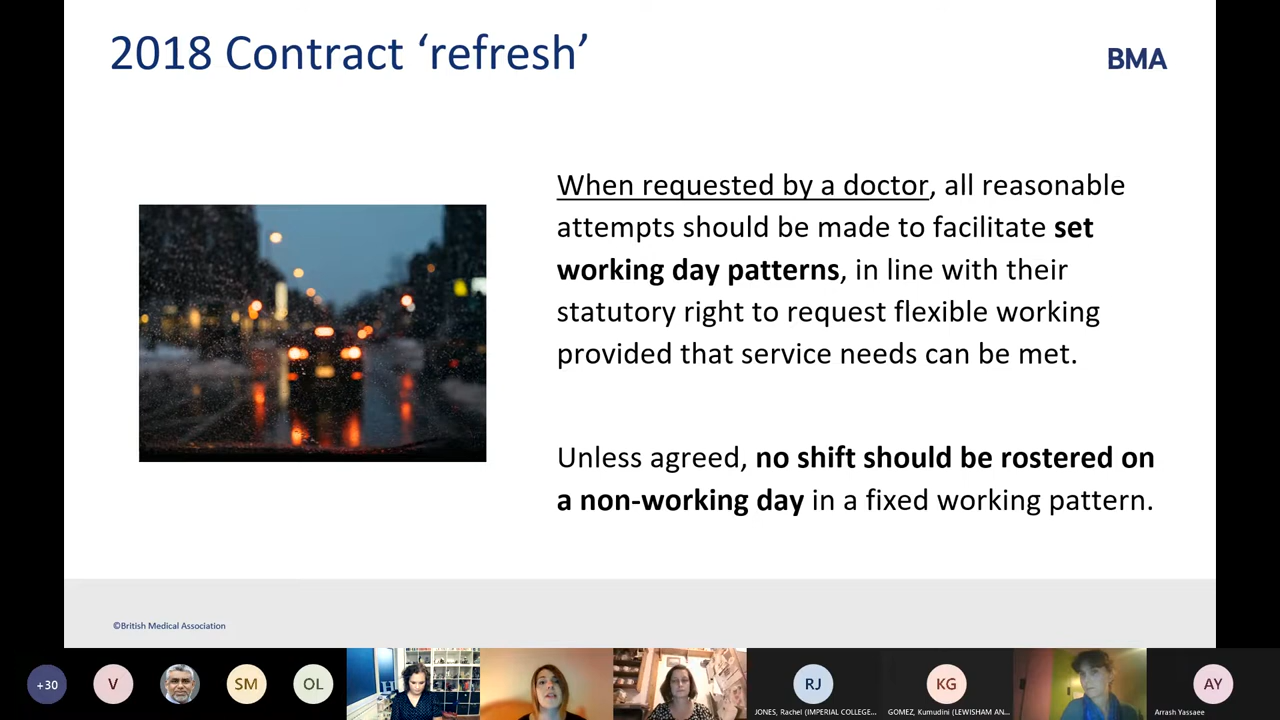 2018 Contract ‘refresh’
BMA
When requested by a doctor, all reasonable
attempts should be made to facilitate set
working day patterns, in line with their
statutory right to request flexible working
provided that service needs can be met.
Unless agreed, no shift should be rostered on
a non-working day in a fixed working pattern.
©British Medical Association
+30
V
SM
OL
RJ
JONES, Rachel (IMPERIAL COLLEGE...
KG
GOMEZ, Kumudini (LEWISHAM AN...
AY
Arrash Yassaee